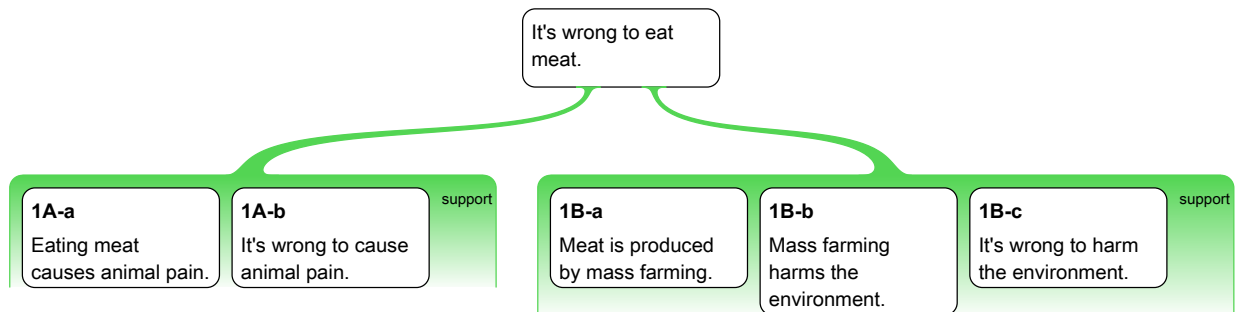 It's wrong to eat
meat.
1A-a
Eating meat
causes animal pain.
1A-b
It's wrong to cause
animal pain.
support
1B-a
Meat is produced
by mass farming.
1B-b
Mass farming
harms the
environment.
1B-c
It's wrong to harm
the environment.
support